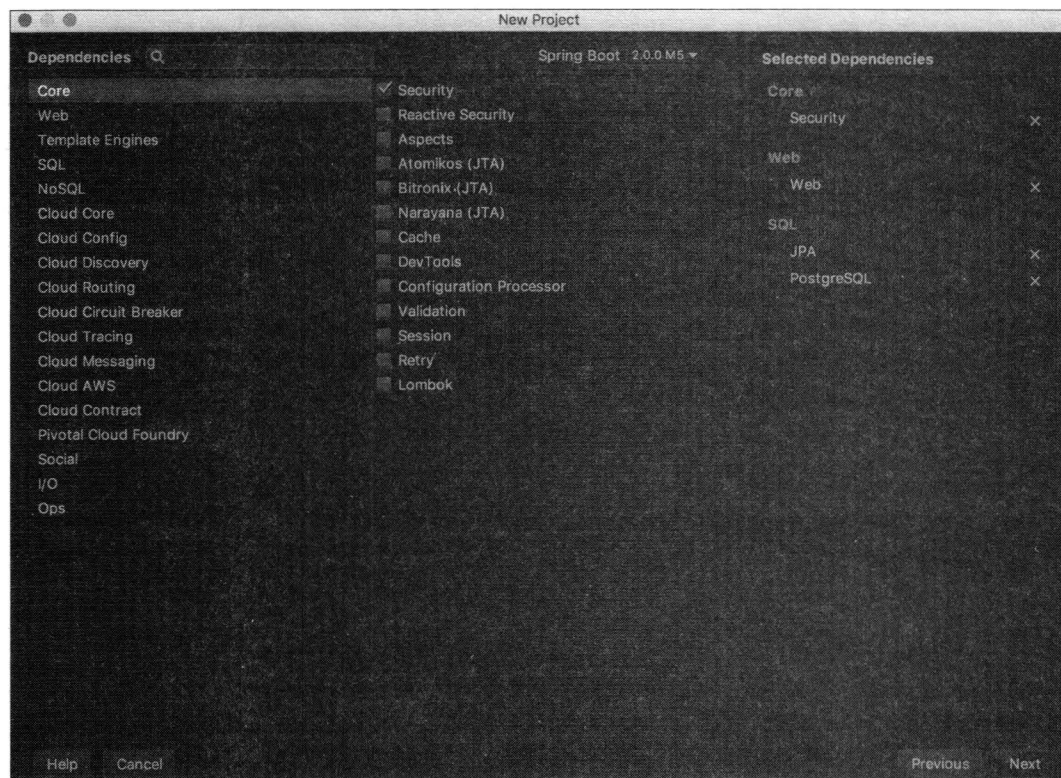 New Project
Dependencies
Spring Boot 2.0.0 M5
Selected Dependencies
Core
Web
Template Engines
SQL
NoSQL
Cloud Core
Cloud Config
Cloud Discovery
Cloud Routing
Cloud Circuit Breaker
Cloud Tracing
Cloud Messaging
Cloud AWS
Cloud Contract
Pivotal Cloud Foundry
Social
I/O
Ops
Security
Reactive Security
Aspects
Atomikos (JTA)
Bitronix (JTA)
Narayana (JTA)
Cache
DevTools
Configuration Processor
Validation
Session
Retry
Lombok
Core
Security
Web
Web
SQL
JPA
PostgreSQL
Help
Cancel
Previous
Next